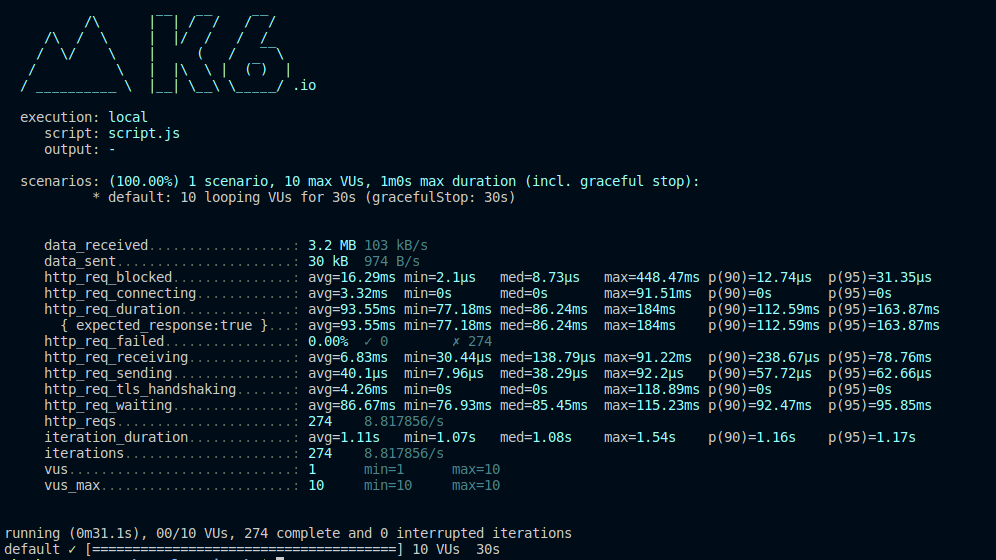 .io
execution: local
script: script.js
output: -
scenarios: (100.00%) 1 scenario, 10 max VUs, 1m0s max duration (incl. graceful stop):
* default: 10 looping VUs for 30s (gracefulStop: 30s)
data_received..................: 3.2 MB 103 kB/s
data_sent......................: 30 kB  974 B/s
http_req_blocked...............: avg=16.29ms min=2.1µs   med=8.73µs   max=448.47ms p(90)=12.74µs  p(95)=31.35µs
http_req_connecting............: avg=3.32ms  min=0s      med=0s       max=91.51ms  p(90)=0s       p(95)=0s
http_req_duration..............: avg=93.55ms min=77.18ms med=86.24ms  max=184ms    p(90)=112.59ms p(95)=163.87ms
{ expected_response:true }...: avg=93.55ms min=77.18ms med=86.24ms  max=184ms    p(90)=112.59ms p(95)=163.87ms
http_req_failed................: 0.00%  ✓ 0        ✗ 274
http_req_receiving.............: avg=6.83ms  min=30.44µs med=138.79µs max=91.22ms  p(90)=238.67µs p(95)=78.76ms
http_req_sending...............: avg=40.1µs  min=7.96µs  med=38.29µs  max=92.2µs   p(90)=57.72µs  p(95)=62.66µs
http_req_tls_handshaking.......: avg=4.26ms  min=0s      med=0s       max=118.89ms p(90)=0s       p(95)=0s
http_req_waiting...............: avg=86.67ms min=76.93ms med=85.45ms  max=115.23ms p(90)=92.47ms  p(95)=95.85ms
http_reqs......................: 274    8.817856/s
iteration_duration.............: avg=1.11s   min=1.07s   med=1.08s    max=1.54s    p(90)=1.16s    p(95)=1.17s
iterations.....................: 274    8.817856/s
vus............................: 1      min=1      max=10
vus_max........................: 10     min=10     max=10
running (0m31.1s), 00/10 VUs, 274 complete and 0 interrupted iterations
default ✓ [======================================] 10 VUs  30s